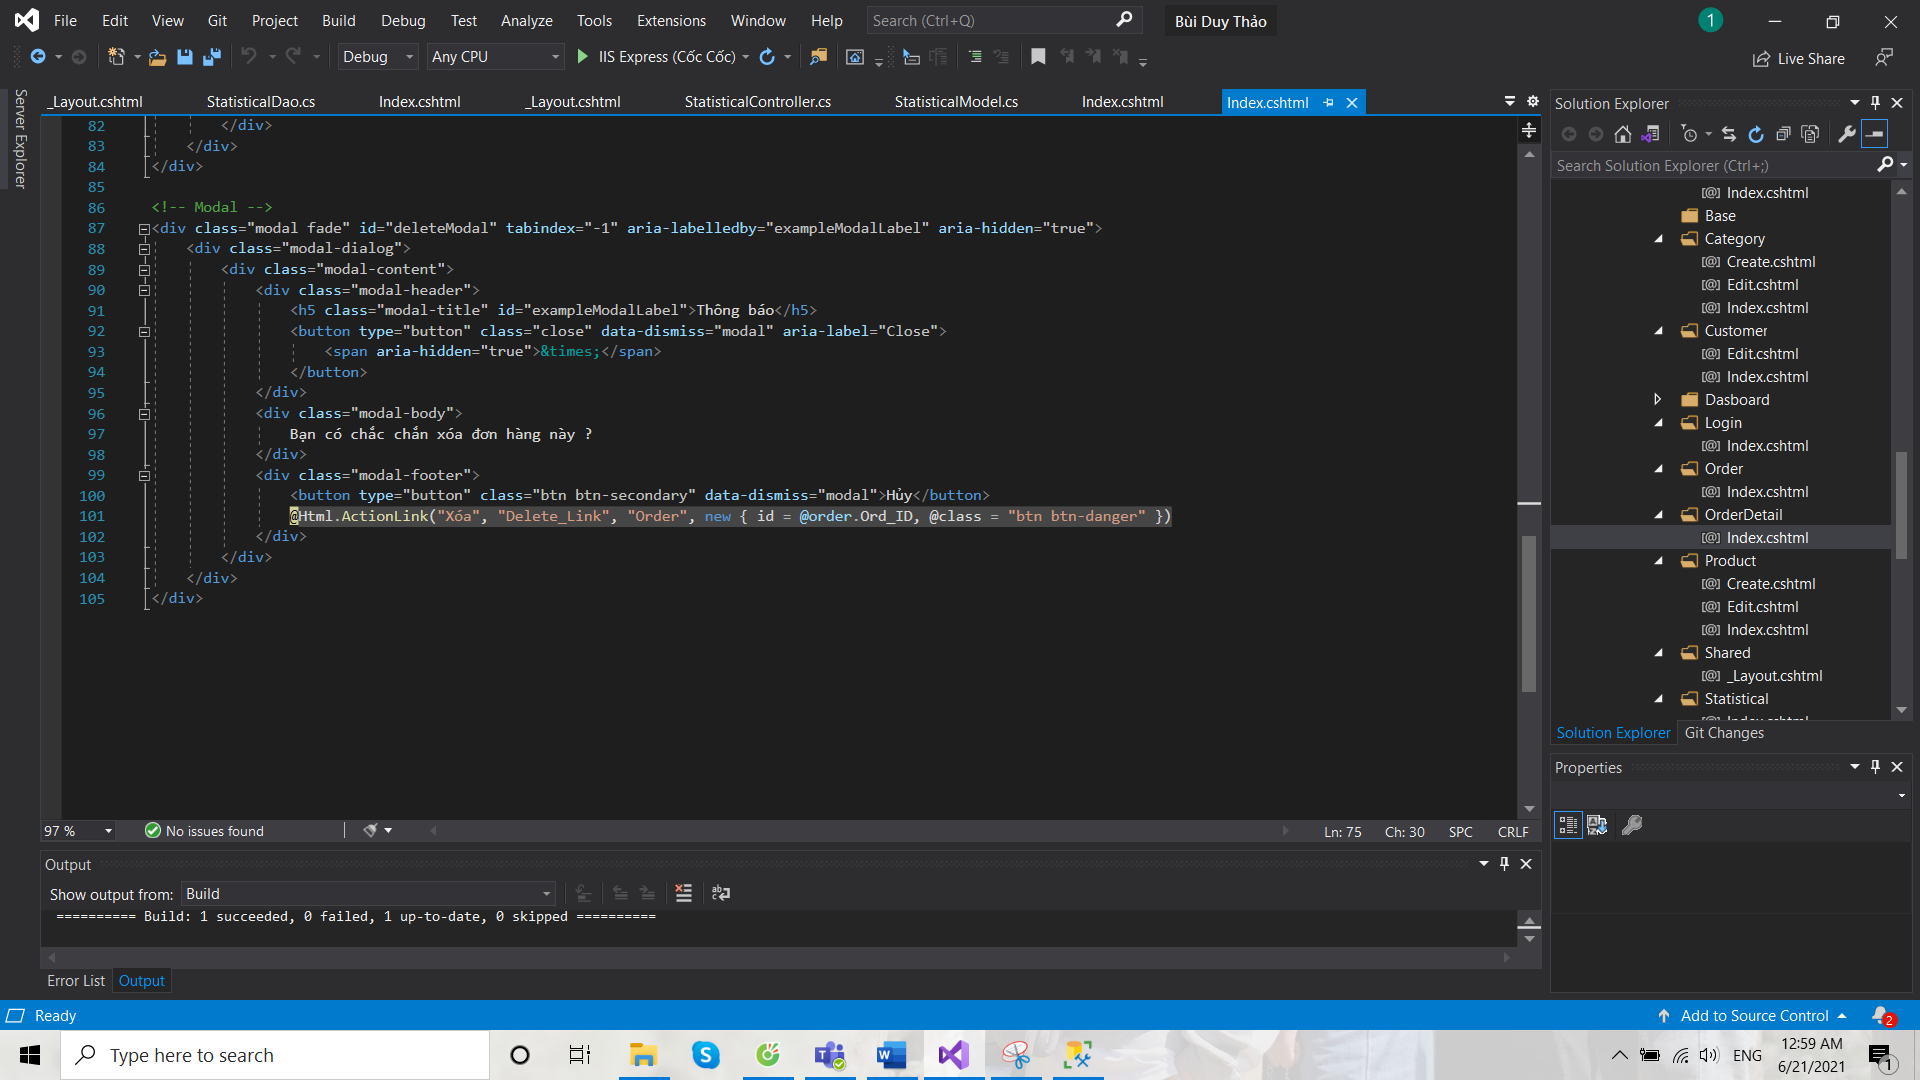 File Edit View Git Project Build Debug Test Analyze Tools Extensions Window Help Search (Ctrl+Q) Bùi Duy Thảo 1
Debug Any CPU IIS Express (Cốc Cốc) Live Share
Server Explorer
_Layout.cshtml StatisticalDao.cs Index.cshtml _Layout.cshtml StatisticalController.cs StatisticalModel.cs Index.cshtml Index.cshtml
82 </div>
83 </div>
84 </div>
85
86 <!-- Modal -->
87 <div class="modal fade" id="deleteModal" tabindex="-1" aria-labelledby="exampleModalLabel" aria-hidden="true">
88 <div class="modal-dialog">
89 <div class="modal-content">
90 <div class="modal-header">
91 <h5 class="modal-title" id="exampleModalLabel">Thông báo</h5>
92 <button type="button" class="close" data-dismiss="modal" aria-label="Close">
93 <span aria-hidden="true">&times;</span>
94 </button>
95 </div>
96 <div class="modal-body">
97 Bạn có chắc chắn xóa đơn hàng này ?
98 </div>
99 <div class="modal-footer">
100 <button type="button" class="btn btn-secondary" data-dismiss="modal">Hủy</button>
101 @Html.ActionLink("Xóa", "Delete_Link", "Order", new { id = @order.Ord_ID, @class = "btn btn-danger" })
102 </div>
103 </div>
104 </div>
105 </div>
97 % No issues found Ln: 75 Ch: 30 SPC CRLF
Output
Show output from: Build
========== Build: 1 succeeded, 0 failed, 1 up-to-date, 0 skipped ==========
Error List Output
Solution Explorer
Search Solution Explorer (Ctrl+;)
Index.cshtml
Base
Category
Create.cshtml
Edit.cshtml
Index.cshtml
Customer
Edit.cshtml
Index.cshtml
Dasboard
Login
Index.cshtml
Order
Index.cshtml
OrderDetail
Index.cshtml
Product
Create.cshtml
Edit.cshtml
Index.cshtml
Shared
_Layout.cshtml
Statistical
Index.cshtml
Solution Explorer Git Changes
Properties
Ready Add to Source Control 2
Type here to search ENG 12:59 AM
6/21/2021 1